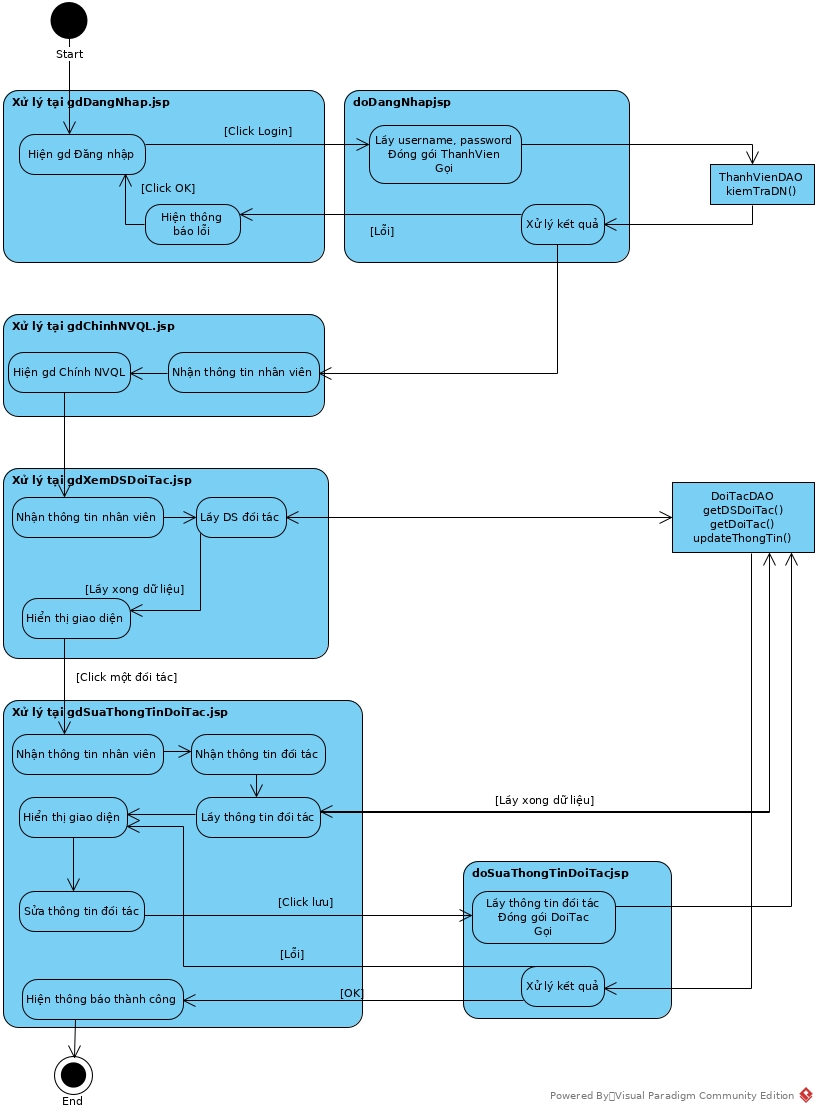 Start
Xử lý tại gdDangNhap.jsp
doDangNhapjsp
[Click Login]
Hiện gd Đăng nhập
Lấy username, password
Đóng gói ThanhVien
Gọi
ThanhVienDAO
kiemTraDN()
[Click OK]
Hiện thông
báo lỗi
[Lỗi]
Xử lý kết quả
Xử lý tại gdChinhNVQL.jsp
Hiện gd Chính NVQL
Nhận thông tin nhân viên
Xử lý tại gdXemDSDoiTac.jsp
Nhận thông tin nhân viên
Lấy DS đối tác
DoiTacDAO
getDSDoiTac()
getDoiTac()
updateThongTin()
[Lấy xong dữ liệu]
Hiển thị giao diện
[Click một đối tác]
Xử lý tại gdSuaThongTinDoiTac.jsp
Nhận thông tin nhân viên
Nhận thông tin đối tác
[Lấy xong dữ liệu]
Hiển thị giao diện
Lấy thông tin đối tác
doSuaThongTinDoiTacjsp
Sửa thông tin đối tác
[Click lưu]
Lấy thông tin đối tác
Đóng gói DoiTac
Gọi
[Lỗi]
Xử lý kết quả
Hiện thông báo thành công
[OK]
End
Powered By Visual Paradigm Community Edition